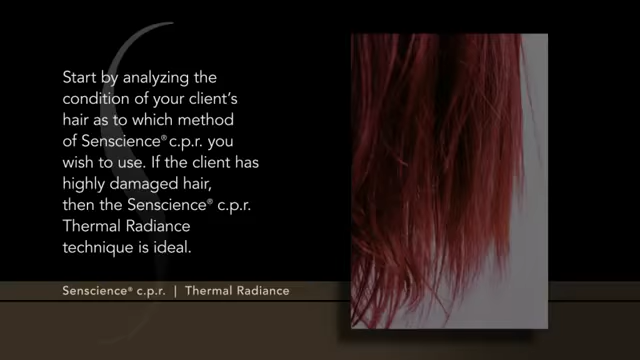 Start by analyzing the
condition of your client's
hair as to which method
of Senscience® c.p.r. you
wish to use. If the client has
highly damaged hair,
then the Senscience® c.p.r.
Thermal Radiance
technique is ideal.
Senscience® c.p.r. | Thermal Radiance